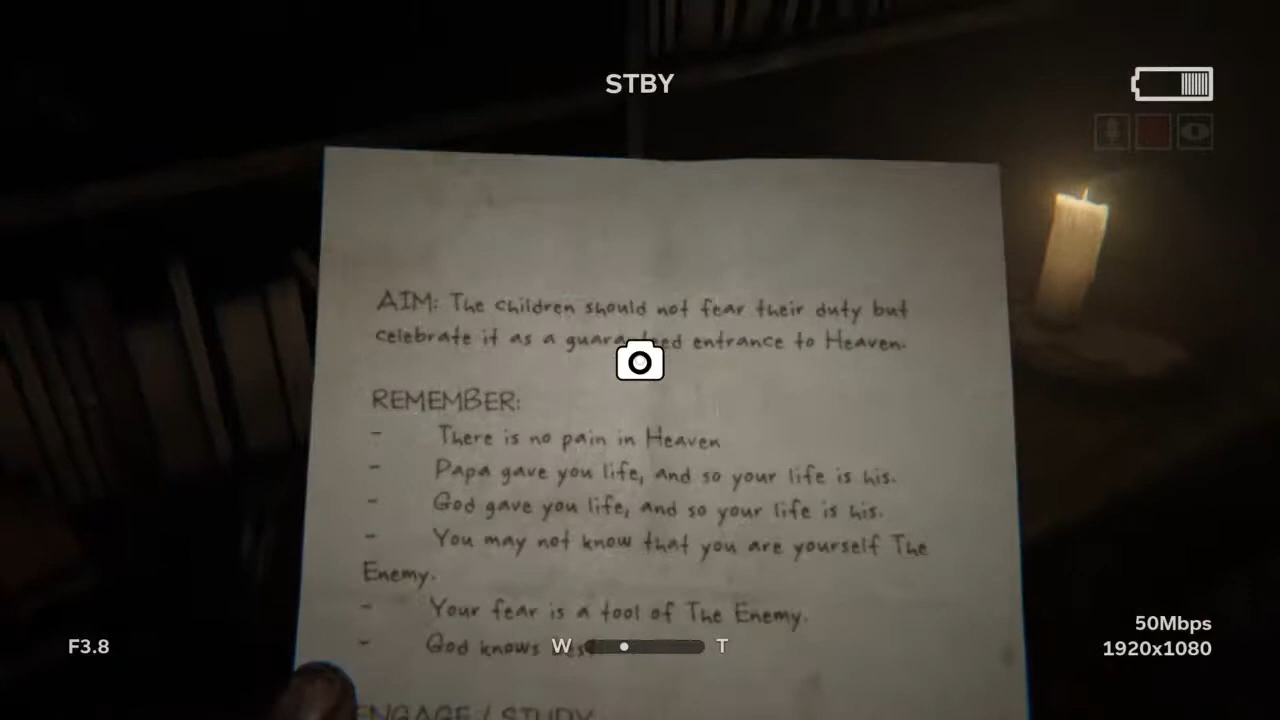 STBY
AIM: The children should not fear their duty but
celebrate it as a entrance to Heaven.
REMEMBER:
- There is no pain in Heaven
- Papa gave you life, and so your life is his.
- God gave you life, and so your life is his.
- You may not know that you are yourself The
Enemy.
- Your fear is a tool of The Enemy.
- God knows
W T
F3.8
50Mbps
1920x1080
ENGAGE / STUDY